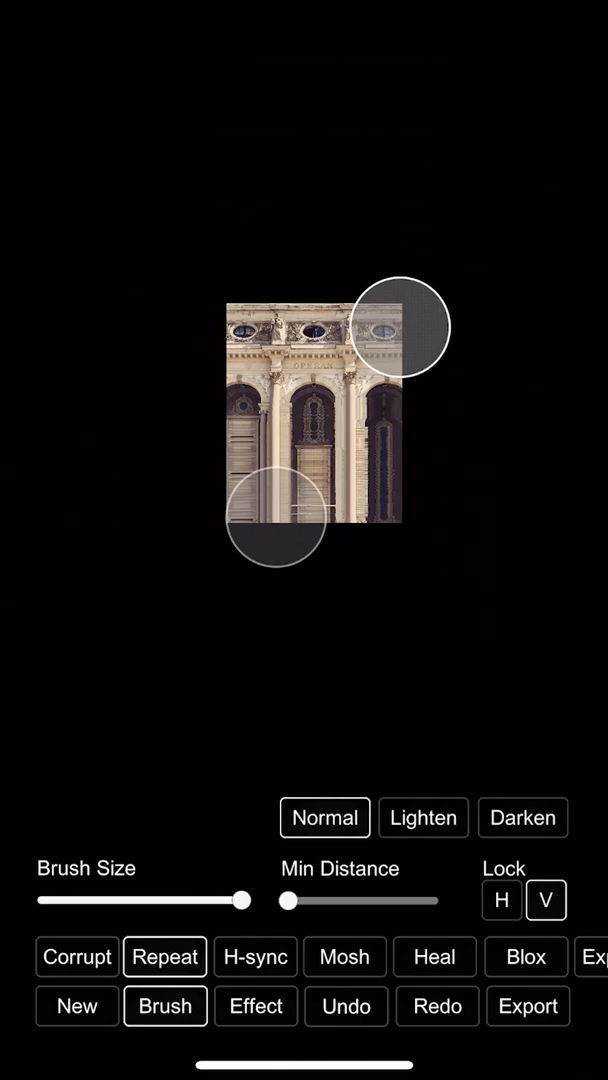 Normal Lighten Darken
Brush Size Min Distance Lock
H V
Corrupt Repeat H-sync Mosh Heal Blox Exp
New Brush Effect Undo Redo Export